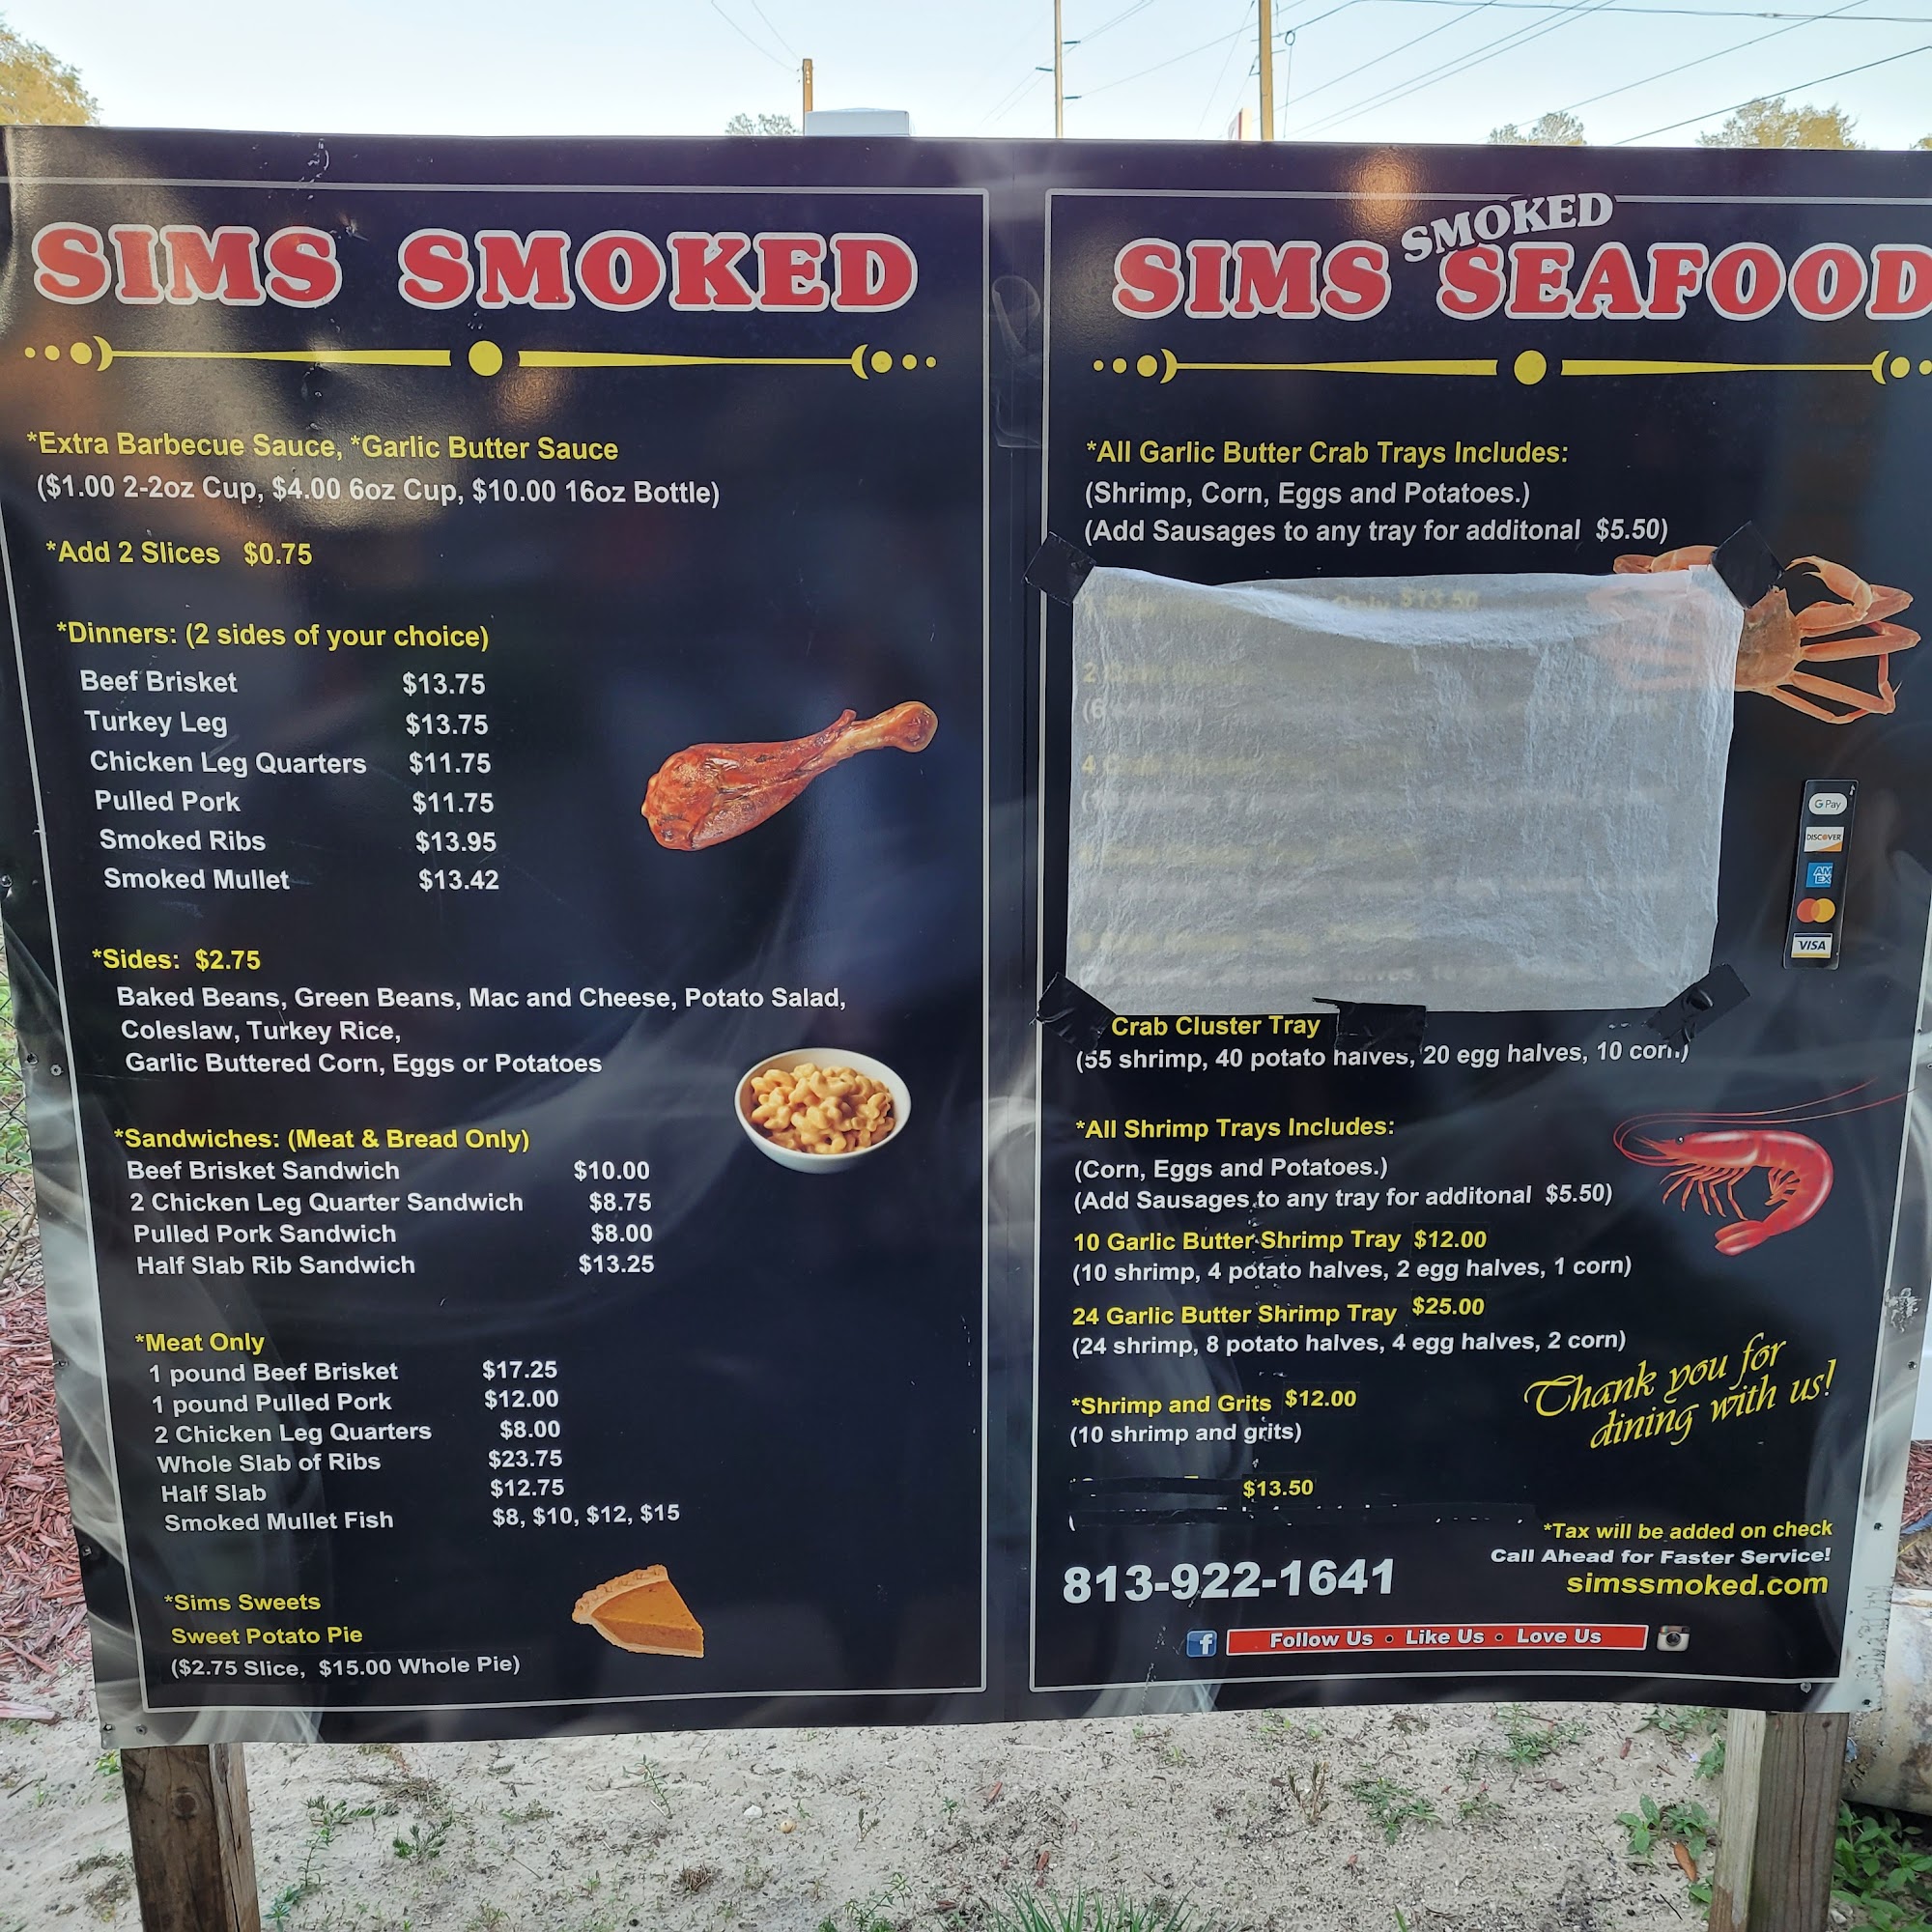 SIMS SMOKED
*Extra Barbecue Sauce, *Garlic Butter Sauce
($1.00 2-2oz Cup, $4.00 6oz Cup, $10.00 16oz Bottle)
*Add 2 Slices $0.75
*Dinners: (2 sides of your choice)
Beef Brisket $13.75
Turkey Leg $13.75
Chicken Leg Quarters $11.75
Pulled Pork $11.75
Smoked Ribs $13.95
Smoked Mullet $13.42
*Sides: $2.75
Baked Beans, Green Beans, Mac and Cheese, Potato Salad,
Coleslaw, Turkey Rice,
Garlic Buttered Corn, Eggs or Potatoes
*Sandwiches: (Meat & Bread Only)
Beef Brisket Sandwich $10.00
2 Chicken Leg Quarter Sandwich $8.75
Pulled Pork Sandwich $8.00
Half Slab Rib Sandwich $13.25
*Meat Only
1 pound Beef Brisket $17.25
1 pound Pulled Pork $12.00
2 Chicken Leg Quarters $8.00
Whole Slab of Ribs $23.75
Half Slab $12.75
Smoked Mullet Fish $8, $10, $12, $15
*Sims Sweets
Sweet Potato Pie
($2.75 Slice, $15.00 Whole Pie)
SMOKED
SIMS SEAFOOD
*All Garlic Butter Crab Trays Includes:
(Shrimp, Corn, Eggs and Potatoes.)
(Add Sausages to any tray for additonal $5.50)
Only $13.50
G Pay
DISCOVER
AM
EX
VISA
Crab Cluster Tray
(55 shrimp, 40 potato halves, 20 egg halves, 10 corn)
*All Shrimp Trays Includes:
(Corn, Eggs and Potatoes.)
(Add Sausages to any tray for additonal $5.50)
10 Garlic Butter Shrimp Tray $12.00
(10 shrimp, 4 potato halves, 2 egg halves, 1 corn)
24 Garlic Butter Shrimp Tray $25.00
(24 shrimp, 8 potato halves, 4 egg halves, 2 corn)
*Shrimp and Grits $12.00
(10 shrimp and grits)
Thank you for
dining with us!
$13.50
*Tax will be added on check
Call Ahead for Faster Service!
813-922-1641
simssmoked.com
f Follow Us • Like Us • Love Us